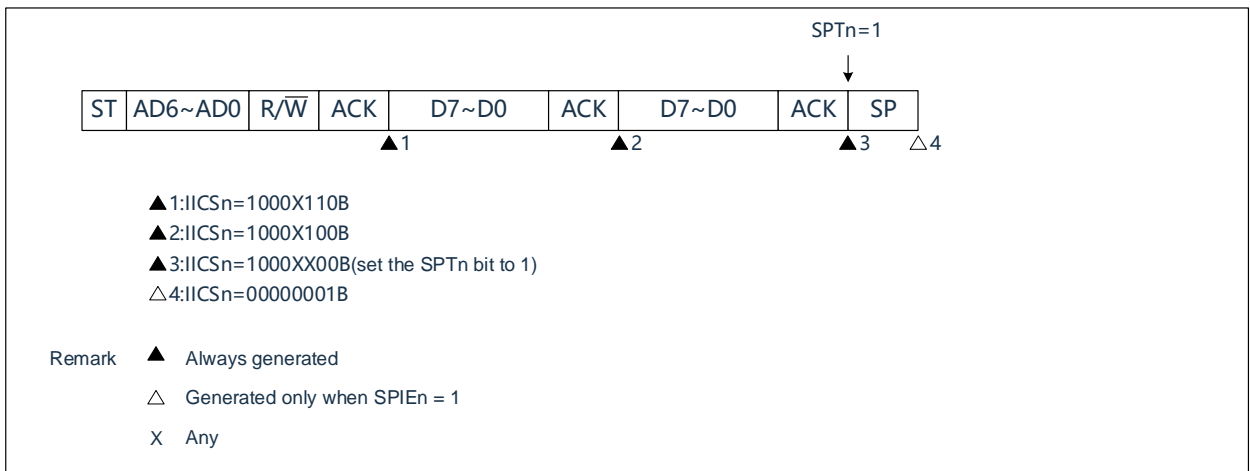 SPTn=1
ST AD6~AD0 R/W̅ ACK D7~D0 ACK D7~D0 ACK SP
▲1 ▲2 ▲3 △4
▲1:IICSn=1000X110B
▲2:IICSn=1000X100B
▲3:IICSn=1000XX00B(set the SPTn bit to 1)
△4:IICSn=00000001B
Remark ▲ Always generated
△ Generated only when SPIEn = 1
X Any